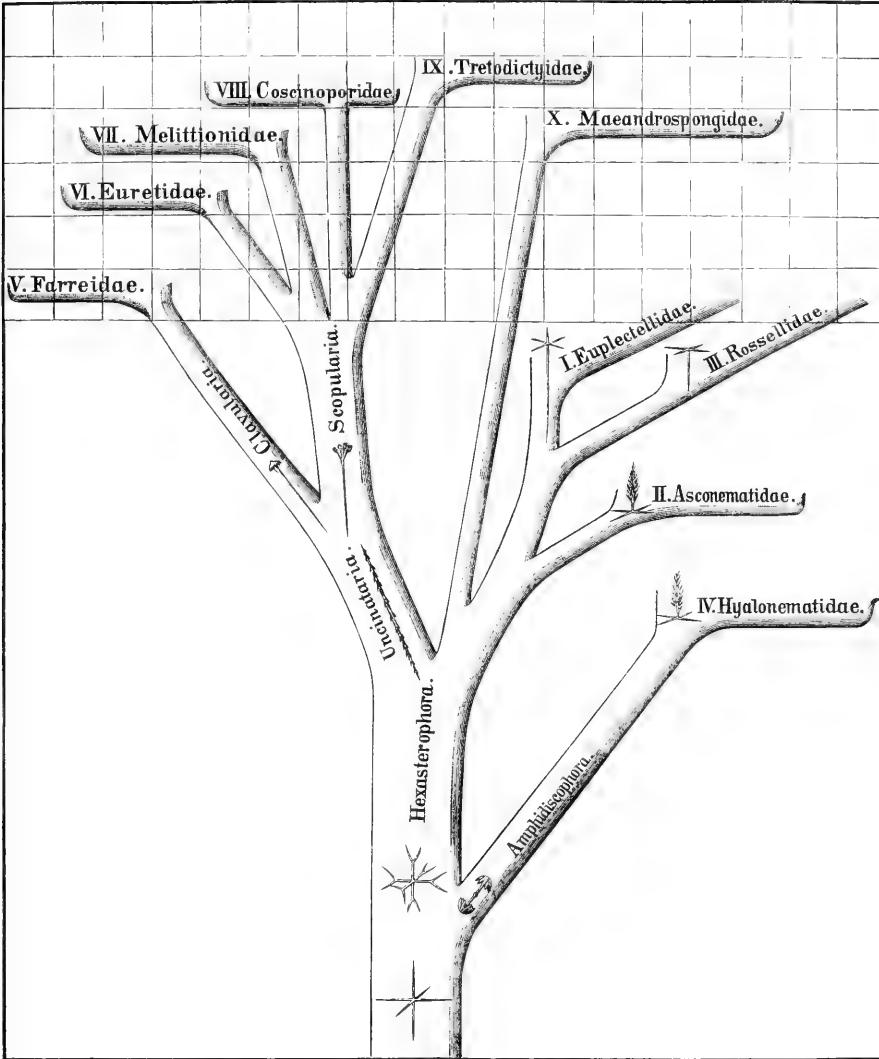 IX. Tretodictyidae.
VIII. Coscinoporidae.
X. Maeandrospongidae.
VII. Melittionidae.
VI. Euretidae.
V. Farreidae.
I. Euplectellidae.
III. Rossellidae.
Clavularia.
Scopularia.
II. Asconematidae.
Uncinataria.
IV. Hyalonematidae.
Hexasterophora.
Amphidiscophora.